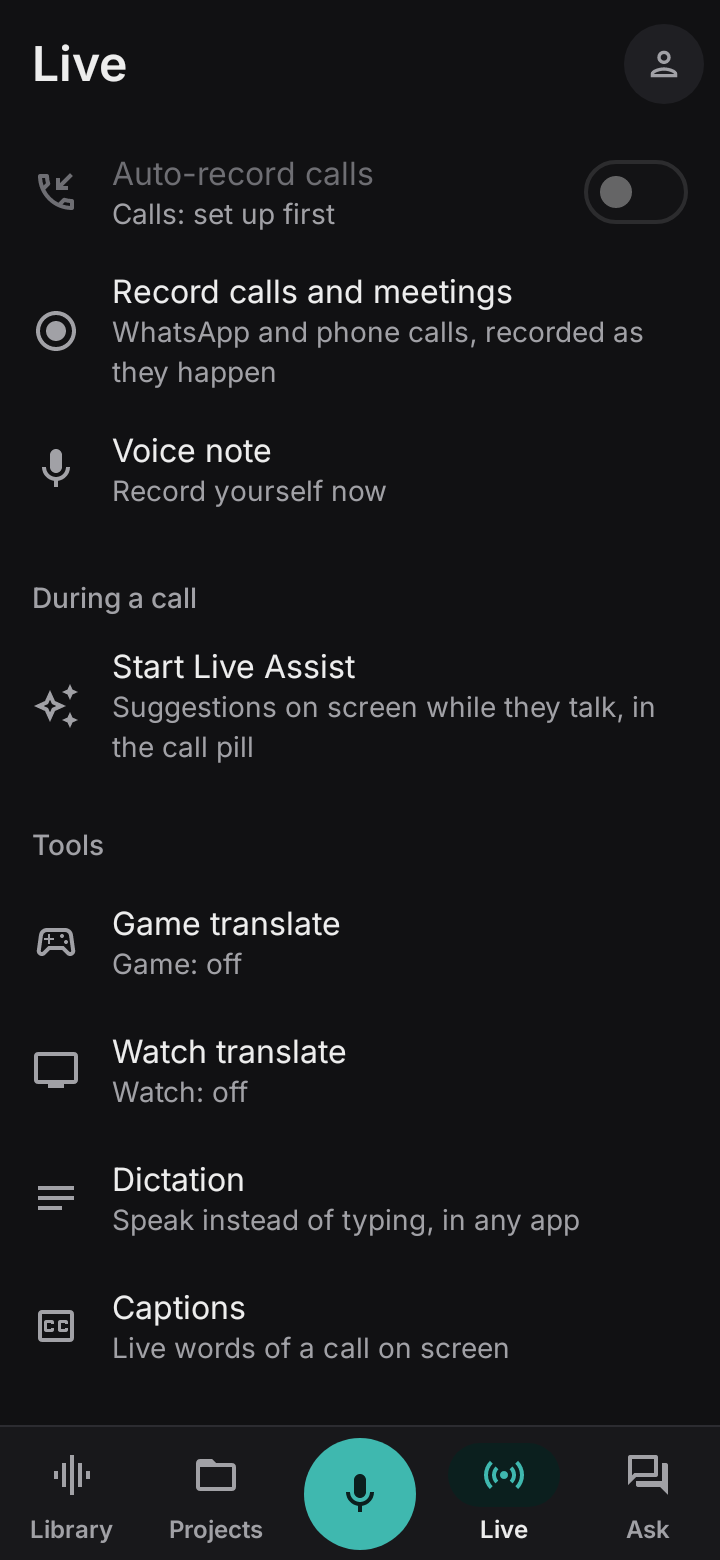 Live
Auto-record calls
Calls: set up first
Record calls and meetings
WhatsApp and phone calls, recorded as
they happen
Voice note
Record yourself now
During a call
Start Live Assist
Suggestions on screen while they talk, in
the call pill
Tools
Game translate
Game: off
Watch translate
Watch: off
Dictation
Speak instead of typing, in any app
CC
Captions
Live words of a call on screen
Library
Projects
Live
Ask